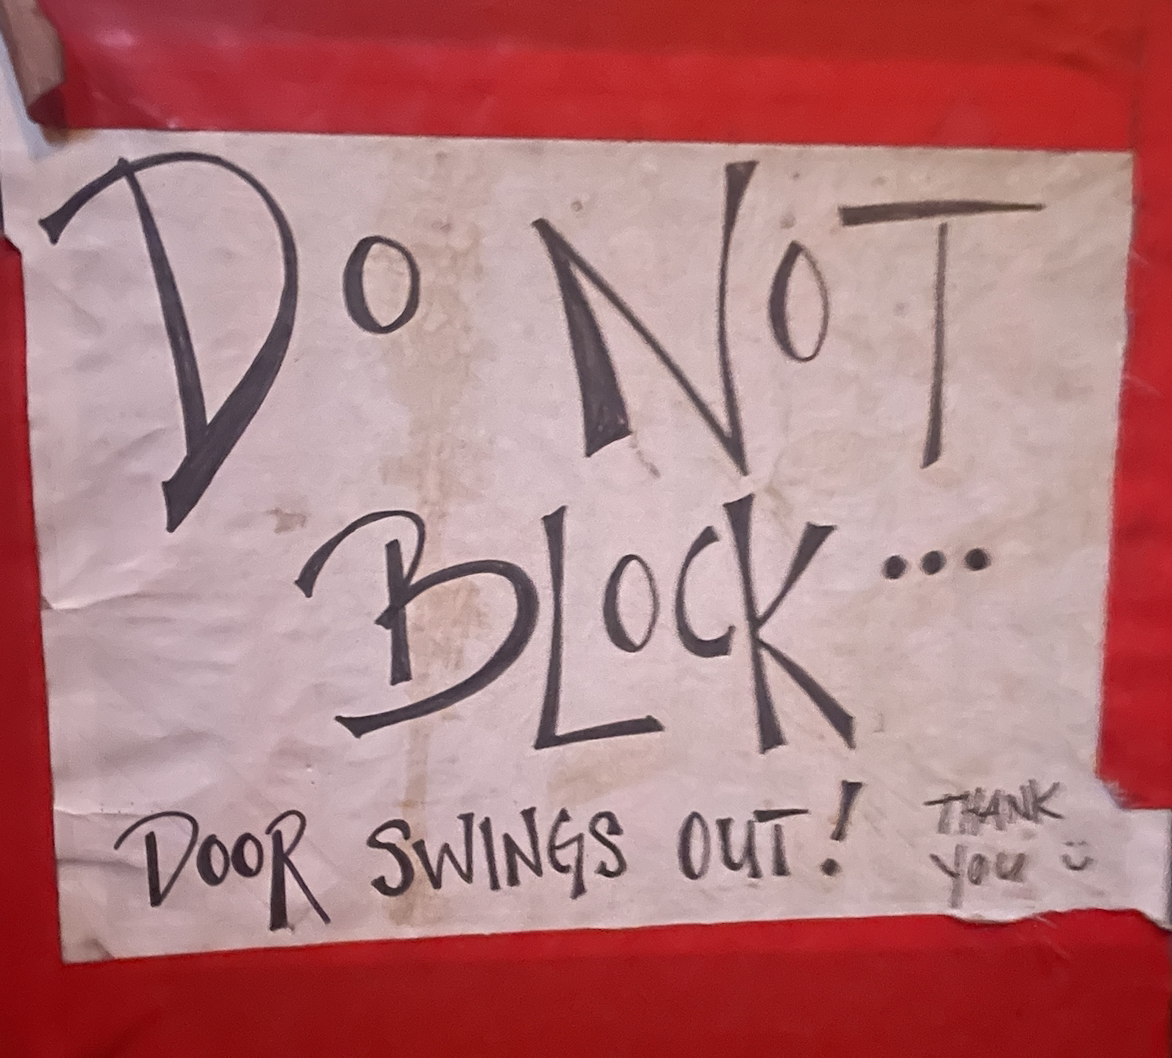 DO NOT
BLOCK...
DOOR SWINGS OUT!
THANK
YOU :)